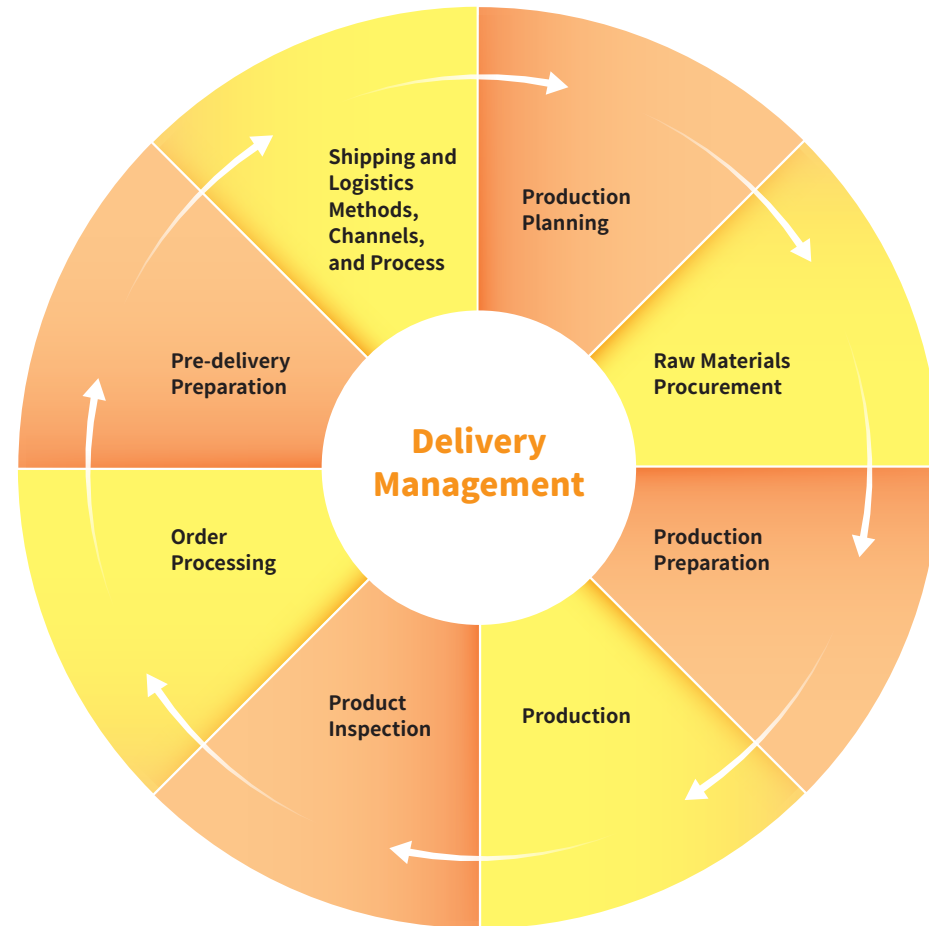 Shipping and
Logistics
Methods,
Channels,
and Process
Production
Planning
Raw Materials
Procurement
Production
Preparation
Production
Product
Inspection
Order
Processing
Pre-delivery
Preparation
Delivery
Management